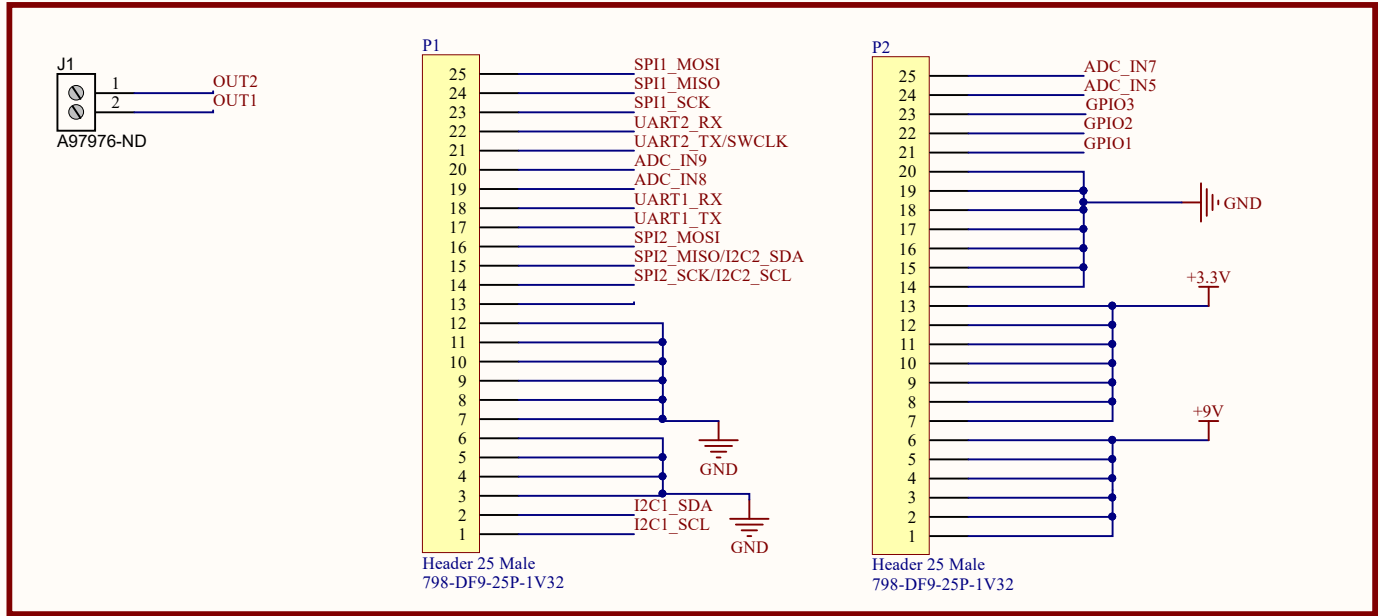 J1
1 OUT2
2 OUT1
A97976-ND
P1
25 SPI1_MOSI
24 SPI1_MISO
23 SPI1_SCK
22 UART2_RX
21 UART2_TX/SWCLK
20 ADC_IN9
19 ADC_IN8
18 UART1_RX
17 UART1_TX
16 SPI2_MOSI
15 SPI2_MISO/I2C2_SDA
14 SPI2_SCK/I2C2_SCL
13
12
11
10
9
8
7
GND
6
5
4
3
GND
2 I2C1_SDA
1 I2C1_SCL
Header 25 Male
798-DF9-25P-1V32
P2
25 ADC_IN7
24 ADC_IN5
23 GPIO3
22 GPIO2
21 GPIO1
20
19
18 GND
17
16
15
14
+3.3V
13
12
11
10
9
8
7
+9V
6
5
4
3
2
1
Header 25 Male
798-DF9-25P-1V32